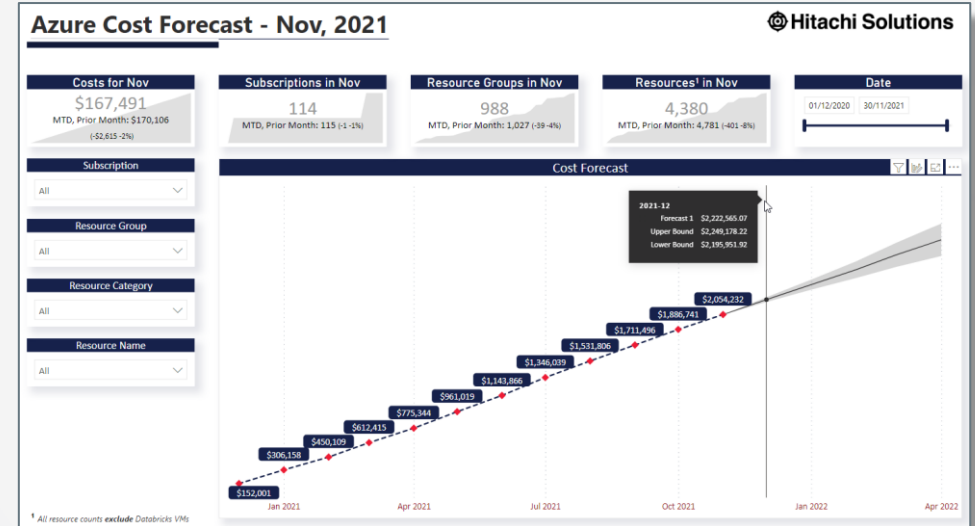 Azure Cost Forecast - Nov, 2021
Hitachi Solutions
Costs for Nov
$167,491
MTD, Prior Month: $170,106
(-$2,615 -2%)
Subscriptions in Nov
114
MTD, Prior Month: 115 (-1 -1%)
Resource Groups in Nov
988
MTD, Prior Month: 1,027 (-39 -4%)
Resources¹ in Nov
4,380
MTD, Prior Month: 4,781 (-401 -8%)
Date
01/12/2020 30/11/2021
Subscription
All
Resource Group
All
Resource Category
All
Resource Name
All
Cost Forecast
2021-12
Forecast 1 $2,222,565.07
Upper Bound $2,249,178.22
Lower Bound $2,195,951.92
$2,054,232
$1,886,741
$1,711,496
$1,531,806
$1,346,039
$1,143,866
$961,019
$775,344
$612,415
$450,109
$306,158
$152,001
Jan 2021 Apr 2021 Jul 2021 Oct 2021 Jan 2022 Apr 2022
¹ All resource counts exclude Databricks VMs